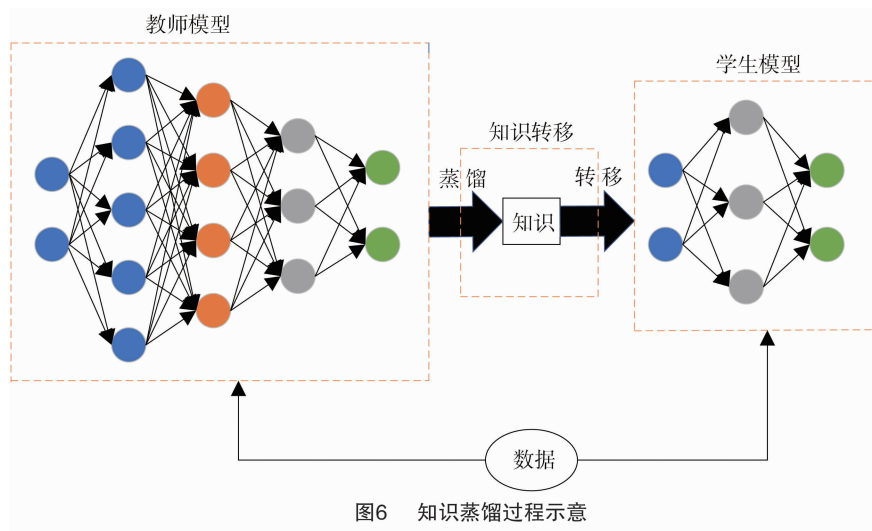 教师模型
学生模型
知识转移
蒸馏
转移
知识
数据
图6 知识蒸馏过程示意